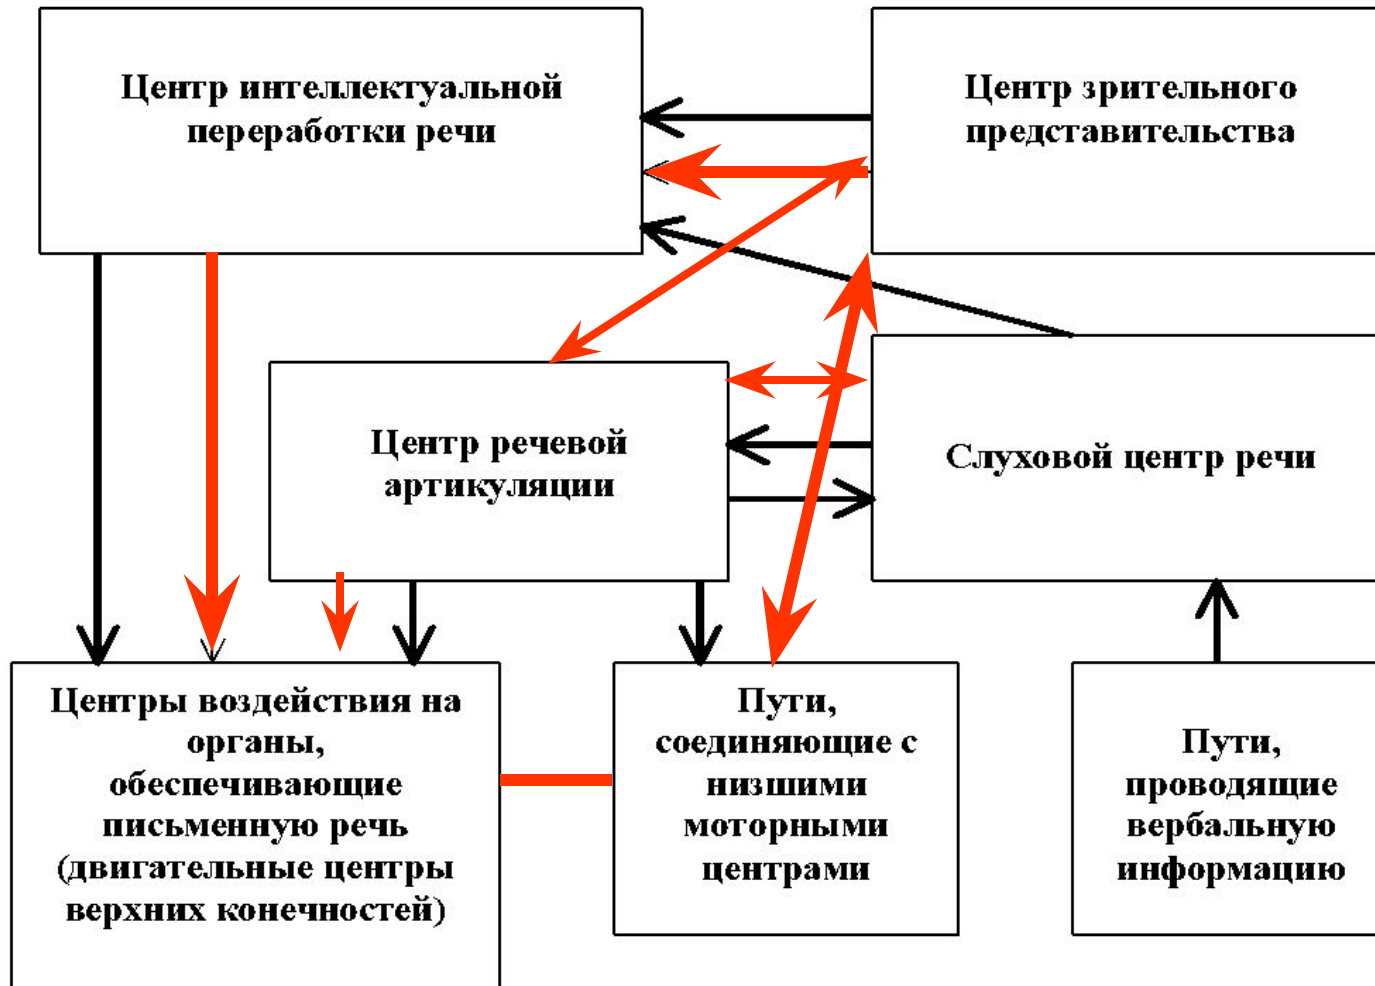 Центр интеллектуальной
переработки речи
Центр зрительного
представительства
Центр речевой
артикуляции
Слуховой центр речи
Центры воздействия на
органы,
обеспечивающие
письменную речь
(двигательные центры
верхних конечностей)
Пути,
соединяющие с
низшими
моторными
центрами
Пути,
проводящие
вербальную
информацию